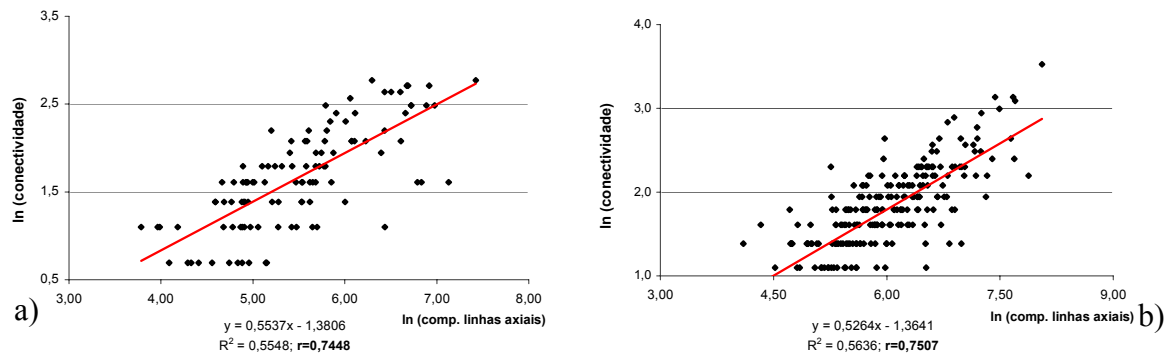 3,5
2,5
1,5
0,5
ln (conectividade)
3,00 4,00 5,00 6,00 7,00 8,00
ln (comp. linhas axiais)
a)
y = 0,5537x - 1,3806
R² = 0,5548; r=0,7448
4,0
3,0
2,0
1,0
ln (conectividade)
3,00 4,50 6,00 7,50 9,00
ln (comp. linhas axiais)
b)
y = 0,5264x - 1,3641
R² = 0,5636; r=0,7507